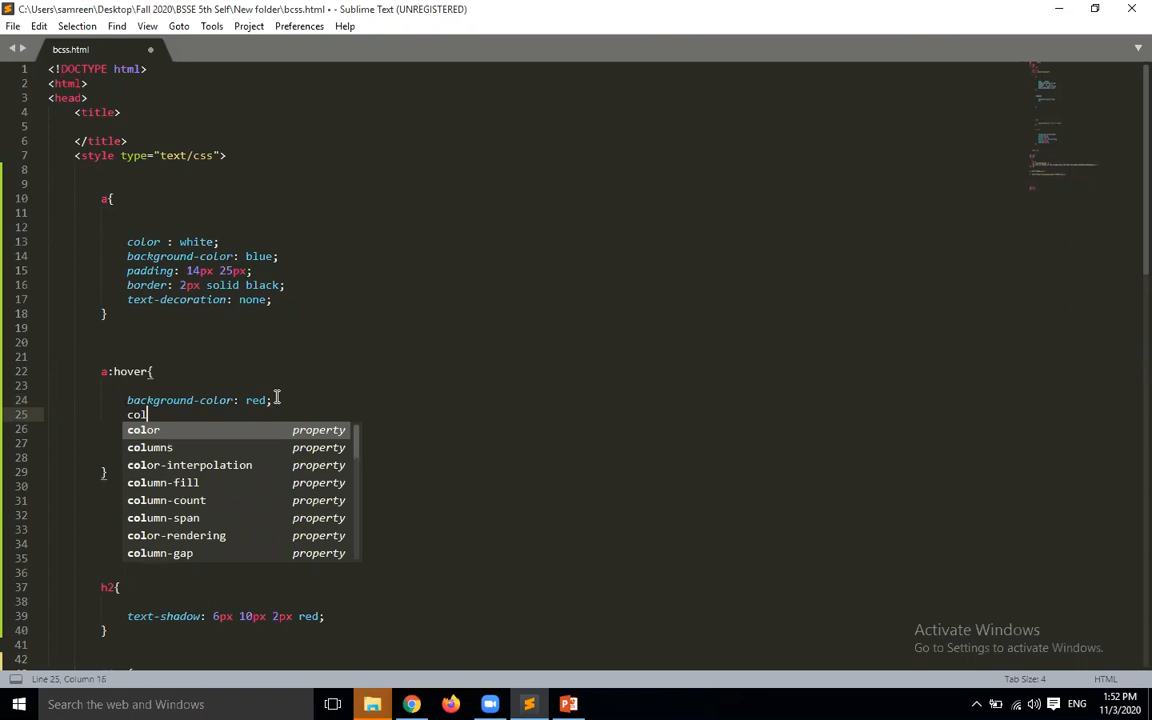 C:\Users\samreen\Desktop\Fall 2020\BSSE 5th Self\New folder\bcss.html • - Sublime Text (UNREGISTERED)
File Edit Selection Find View Goto Tools Project Preferences Help
bcss.html
1 <!DOCTYPE html>
2 <html>
3 <head>
4 <title>
5
6 </title>
7 <style type="text/css">
8
9
10 a{
11
12
13 color : white;
14 background-color: blue;
15 padding: 14px 25px;
16 border: 2px solid black;
17 text-decoration: none;
18 }
19
20
21
22 a:hover{
23
24 background-color: red;
25 col
26 color property
27 columns property
28 color-interpolation property
29 } column-fill property
30
31 column-count property
32 column-span property
33
34 color-rendering property
35 column-gap property
36
37 h2{
38
39 text-shadow: 6px 10px 2px red;
40 }
41
42
Activate Windows
Go to Settings to activate Windows.
Line 25, Column 16 Tab Size: 4 HTML
Type here to search ENG 1:52 PM
11/3/2020